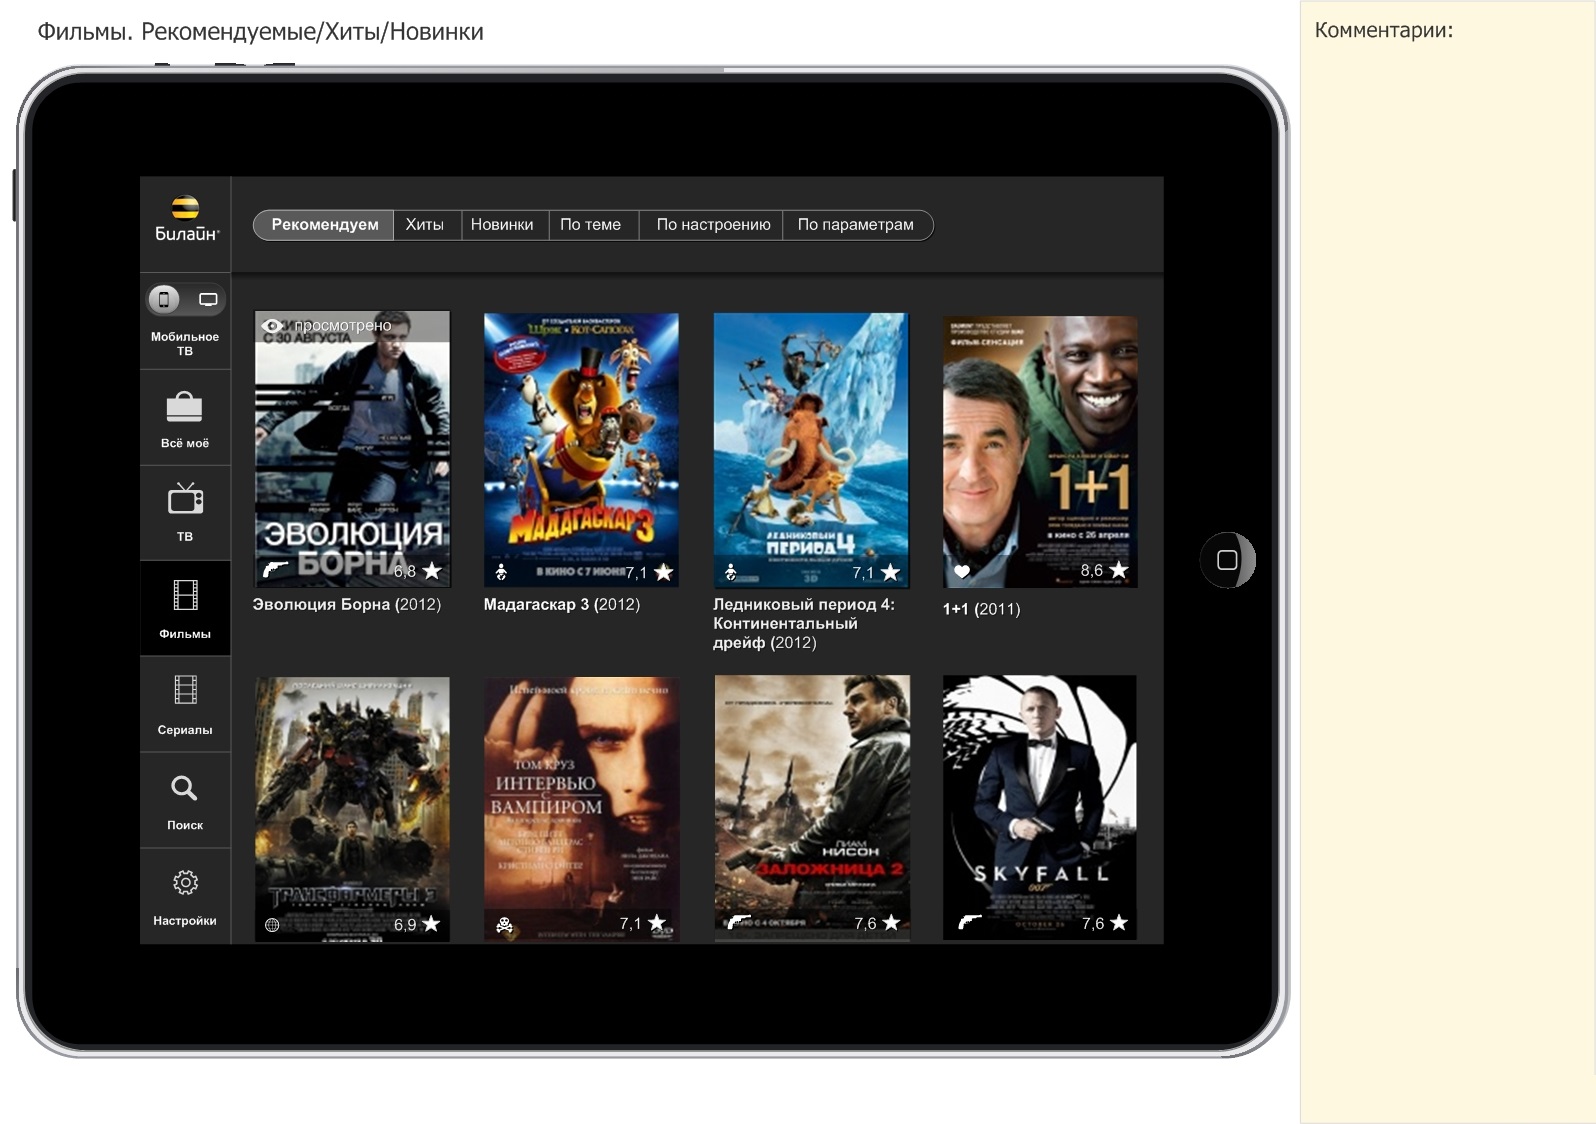 Фильмы. Рекомендуемые/Хиты/Новинки
Комментарии:
Билайн
Рекомендуем
Хиты
Новинки
По теме
По настроению
По параметрам
Мобильное
ТВ
Всё моё
ТВ
Фильмы
Сериалы
Поиск
Настройки
просмотрено
С 30 АВГУСТА
ЭВОЛЮЦИЯ
БОРНА
6,8
Эволюция Борна (2012)
Шрэк • Кот в Сапогах
МАДАГАСКАР 3
В КИНО С 7 ИЮНЯ
7,1
Мадагаскар 3 (2012)
ЛЕДНИКОВЫЙ
ПЕРИОД 4
3D
7,1
Ледниковый период 4:
Континентальный
дрейф (2012)
ФИЛЬМ-СЕНСАЦИЯ
1+1
в кино с 26 апреля
8,6
1+1 (2011)
ТРАНСФОРМЕРЫ 3
6,9
ТОМ КРУЗ
ИНТЕРВЬЮ
С
ВАМПИРОМ
7,1
ЛИАМ
НИСОН
ЗАЛОЖНИЦА 2
В КИНО С 4 ОКТЯБРЯ
7,6
SKYFALL
007
OCTOBER 26
7,6